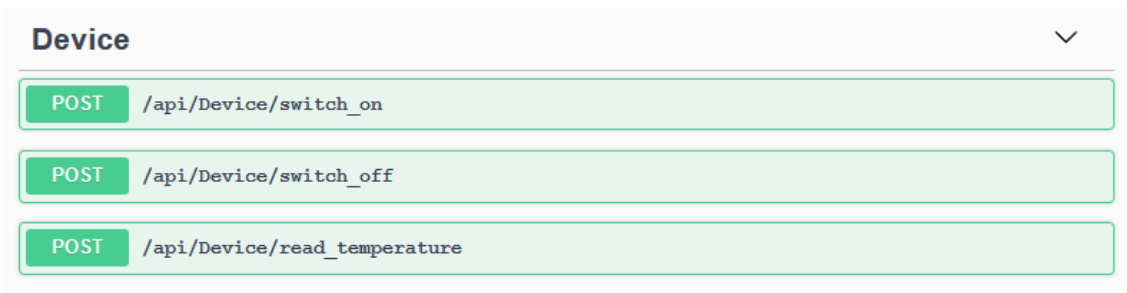 Device
POST /api/Device/switch_on
POST /api/Device/switch_off
POST /api/Device/read_temperature